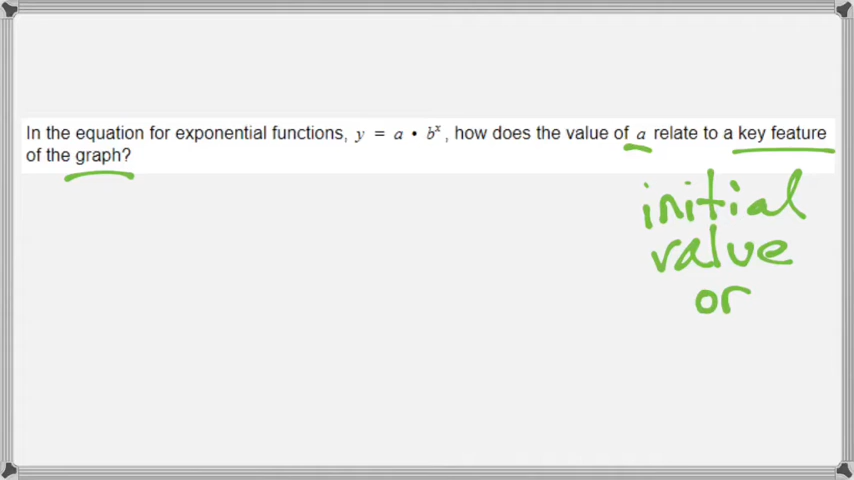 In the equation for exponential functions, y = a • bˣ, how does the value of a relate to a key feature
of the graph?
initial
value
or